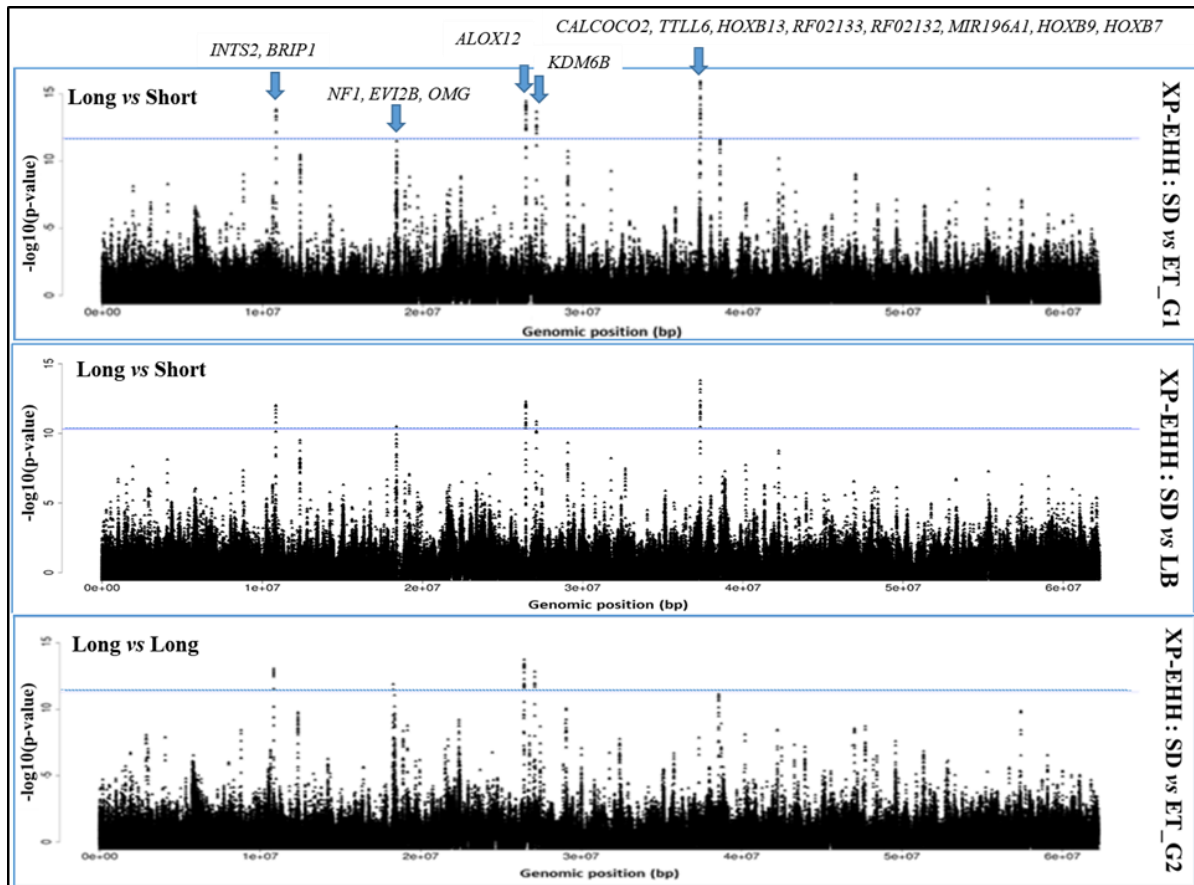 CALCOCO2, TTLL6, HOXB13, RF02133, RF02132, MIR196A1, HOXB9, HOXB7
ALOX12
INTS2, BRIP1
KDM6B
NF1, EVI2B, OMG
Long vs Short
-log10(p-value)
15
10
5
0
0e+00 1e+07 2e+07 3e+07 4e+07 5e+07 6e+07
Genomic position (bp)
XP-EHH : SD vs ET_G1
Long vs Short
-log10(p-value)
15
10
5
0
0e+00 1e+07 2e+07 3e+07 4e+07 5e+07 6e+07
Genomic position (bp)
XP-EHH : SD vs LB
Long vs Long
-log10(p-value)
15
10
5
0
0e+00 1e+07 2e+07 3e+07 4e+07 5e+07 6e+07
Genomic position (bp)
XP-EHH : SD vs ET_G2